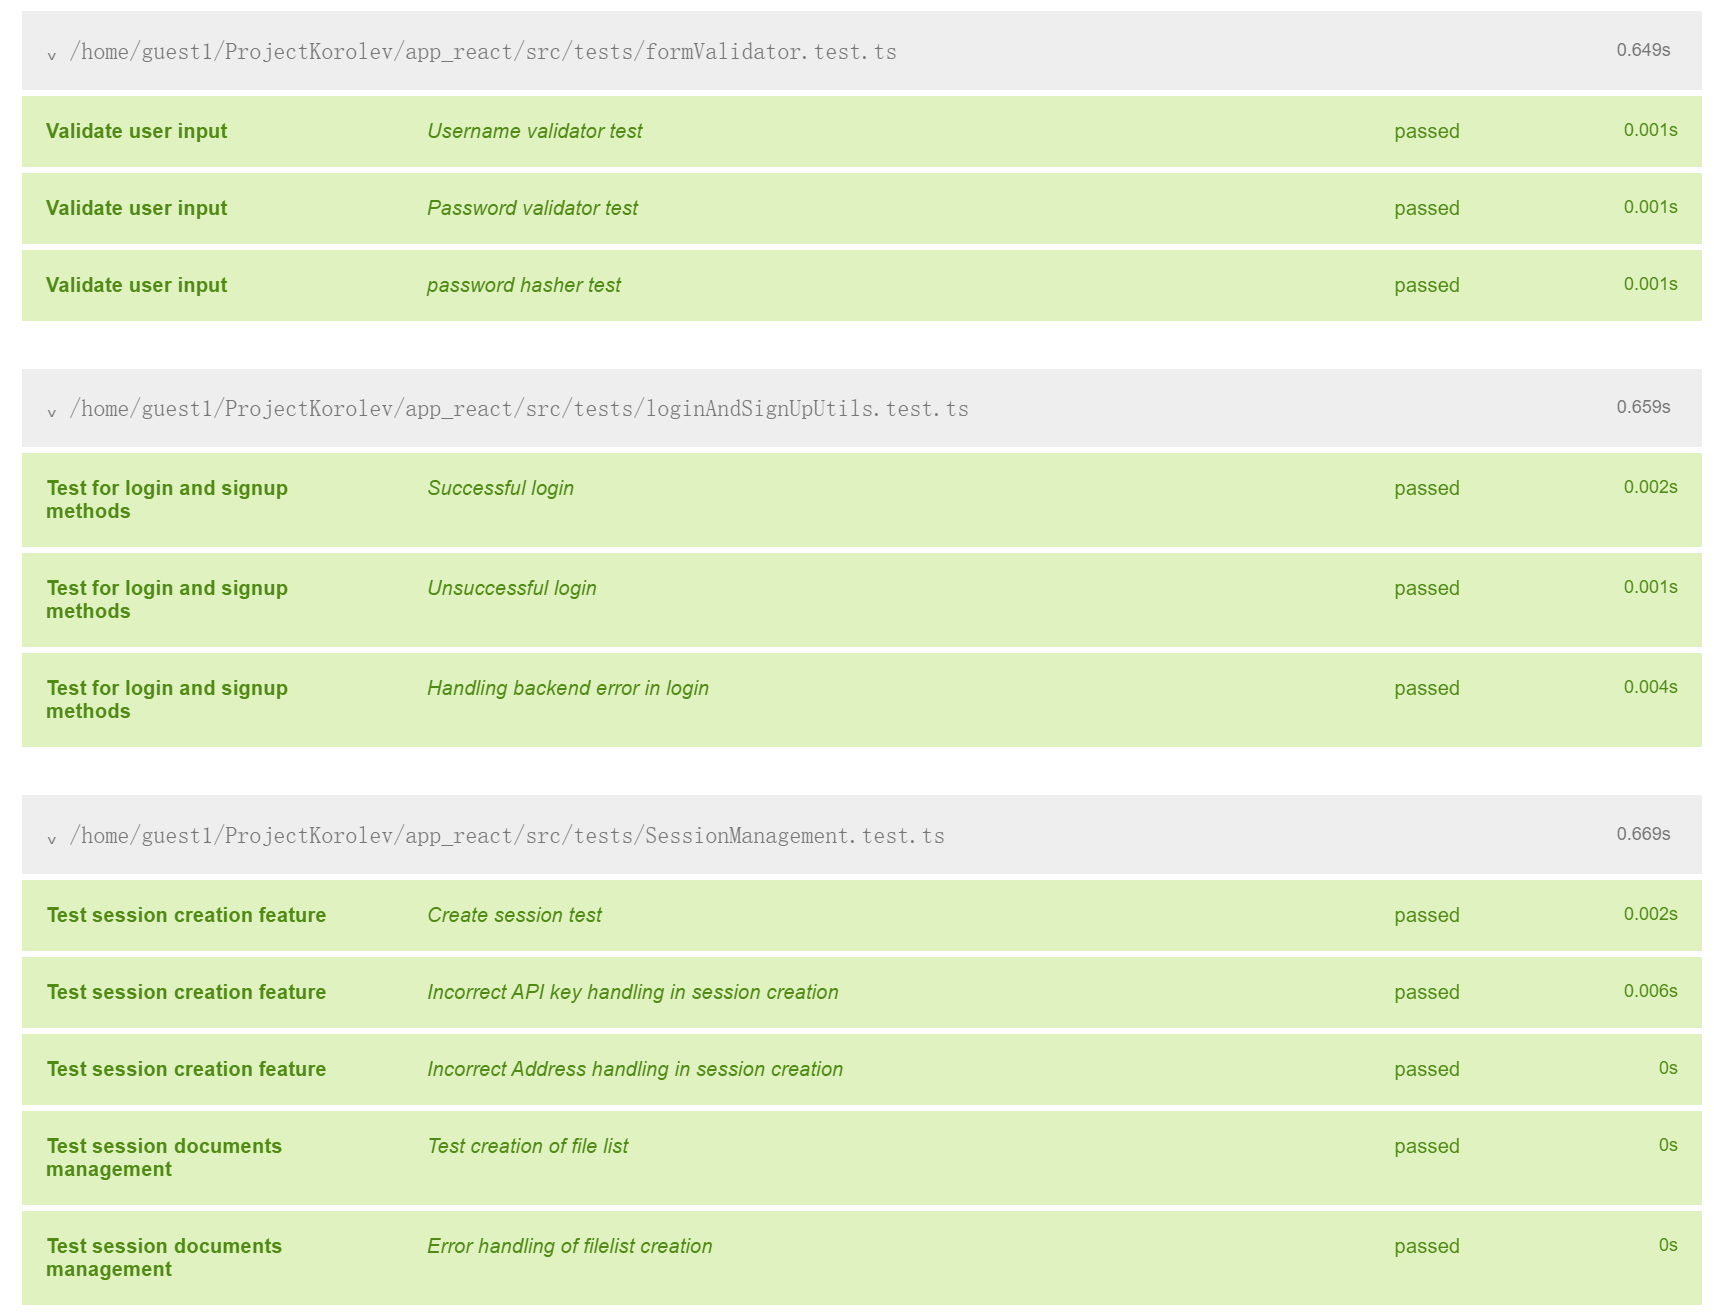 v /home/guest1/ProjectKorolev/app_react/src/tests/formValidator.test.ts 0.649s
Validate user input Username validator test passed 0.001s
Validate user input Password validator test passed 0.001s
Validate user input password hasher test passed 0.001s
v /home/guest1/ProjectKorolev/app_react/src/tests/loginAndSignUpUtils.test.ts 0.659s
Test for login and signup Successful login passed 0.002s
methods
Test for login and signup Unsuccessful login passed 0.001s
methods
Test for login and signup Handling backend error in login passed 0.004s
methods
v /home/guest1/ProjectKorolev/app_react/src/tests/SessionManagement.test.ts 0.669s
Test session creation feature Create session test passed 0.002s
Test session creation feature Incorrect API key handling in session creation passed 0.006s
Test session creation feature Incorrect Address handling in session creation passed 0s
Test session documents Test creation of file list passed 0s
management
Test session documents Error handling of filelist creation passed 0s
management